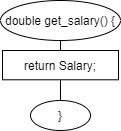 double get_salary() {
return Salary;
}